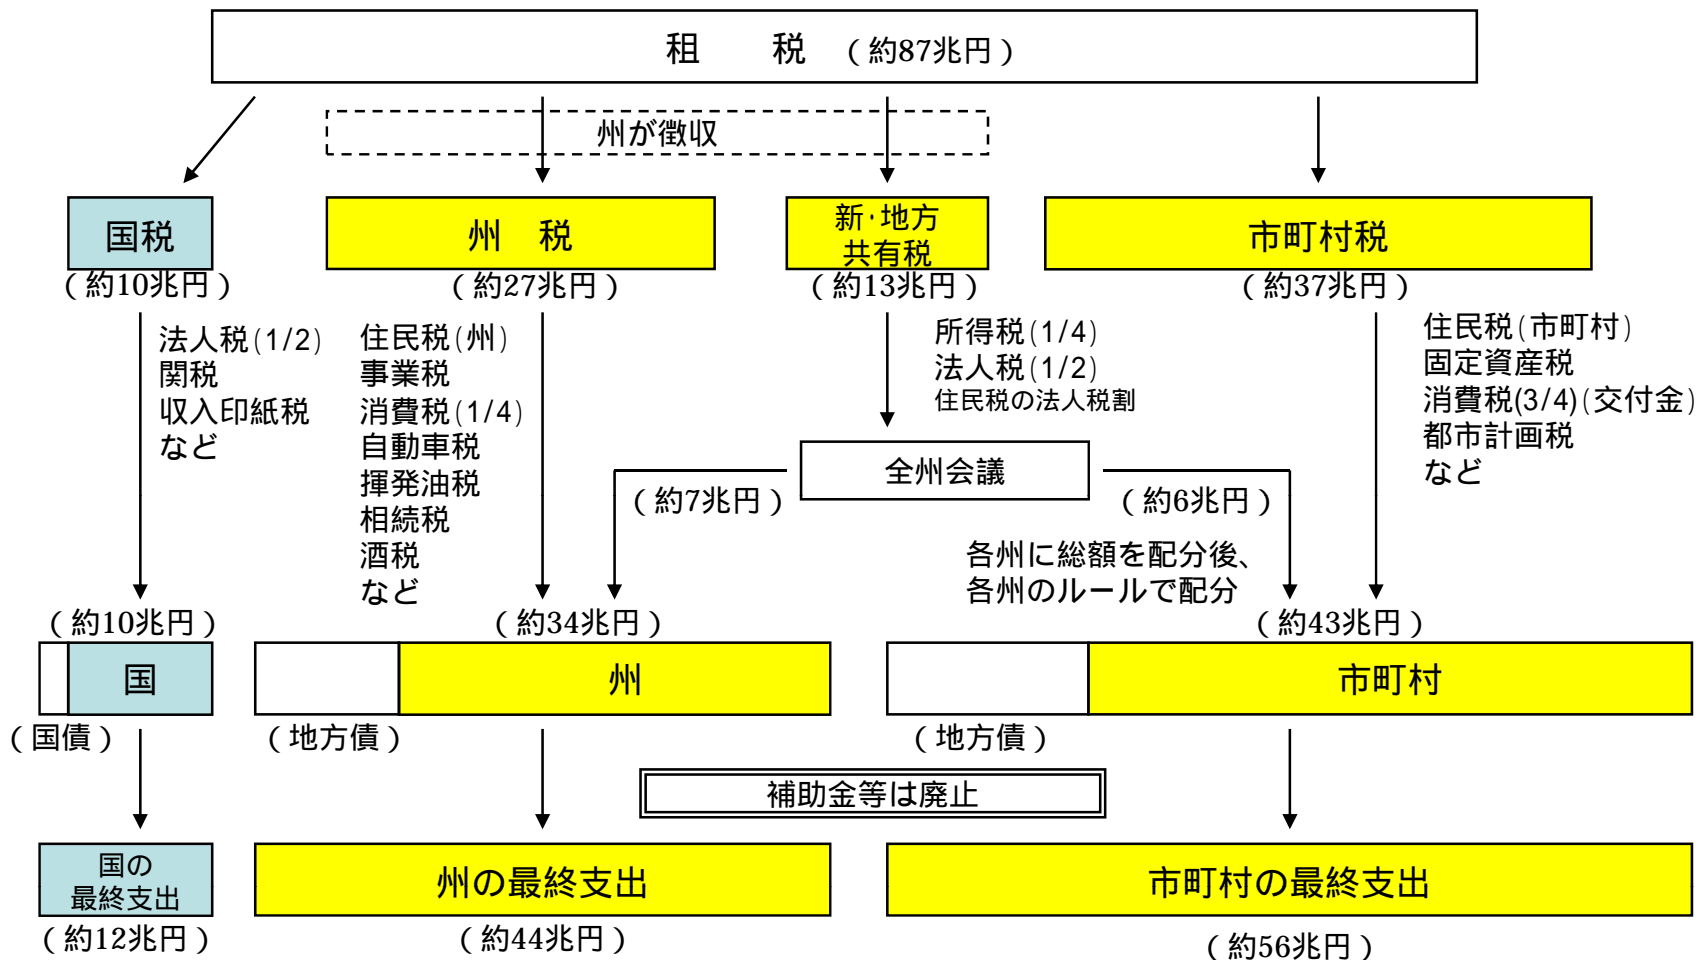 租　　税 （約87兆円）
州が徴収
国税
（約10兆円）
州　税
（約27兆円）
新・地方
共有税
（約13兆円）
市町村税
（約37兆円）
法人税(1/2)
関税
収入印紙税
など
住民税(州)
事業税
消費税(1/4)
自動車税
揮発油税
相続税
酒税
など
所得税(1/4)
法人税(1/2)
住民税の法人税割
住民税(市町村)
固定資産税
消費税(3/4)(交付金)
都市計画税
など
全州会議
（約7兆円）
（約6兆円）
各州に総額を配分後、
各州のルールで配分
（約10兆円）
（約34兆円）
（約43兆円）
国
州
市町村
（国債）
（地方債）
（地方債）
補助金等は廃止
国の
最終支出
（約12兆円）
州の最終支出
（約44兆円）
市町村の最終支出
（約56兆円）